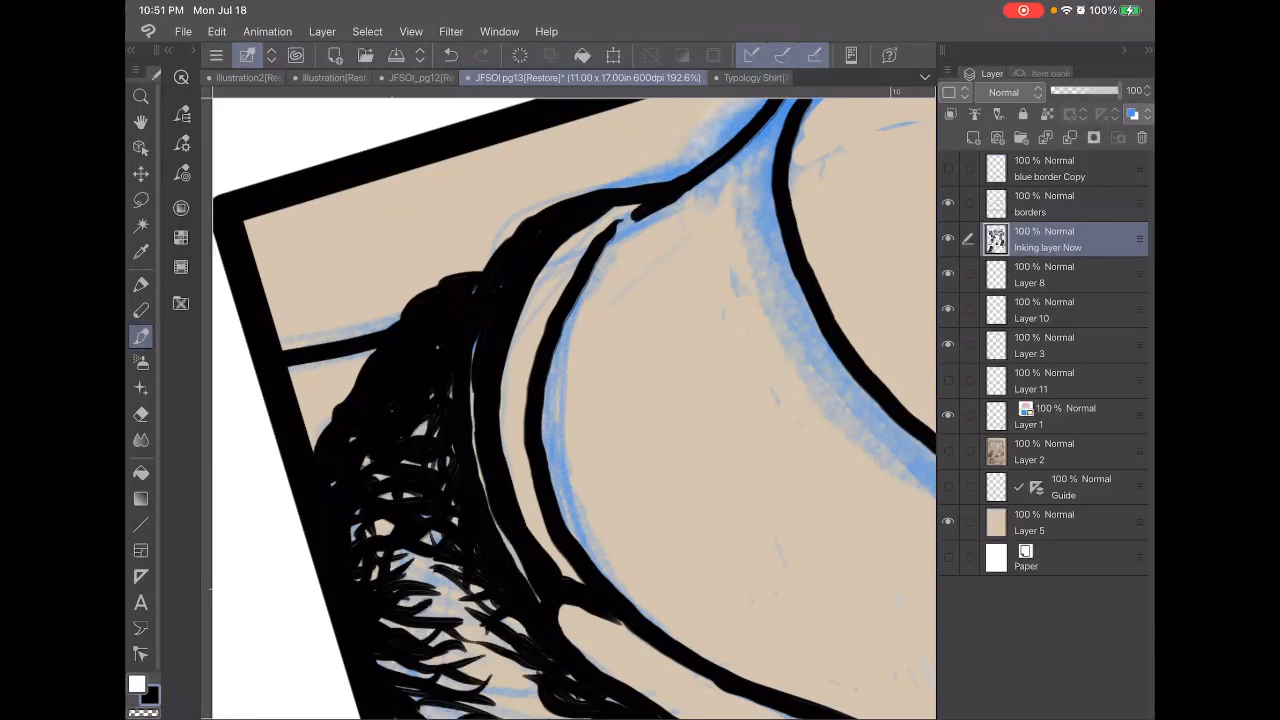 10:51 PM Mon Jul 18 100%
File Edit Animation Layer Select View Filter Window Help
Illustration2[Re Illustration[Rest JFSOI_pg12[Re JFSOI pg13[Restore]* (11.00 x 17.00in 600dpi 192.6%) Typology Shirt[
10
Layer Item bank
Normal 100
100 % Normal
blue border Copy
100 % Normal
borders
100 % Normal
Inking layer Now
100 % Normal
Layer 8
100 % Normal
Layer 10
100 % Normal
Layer 3
100 % Normal
Layer 11
100 % Normal
Layer 1
100 % Normal
Layer 2
100 % Normal
Guide
100 % Normal
Layer 5
Paper